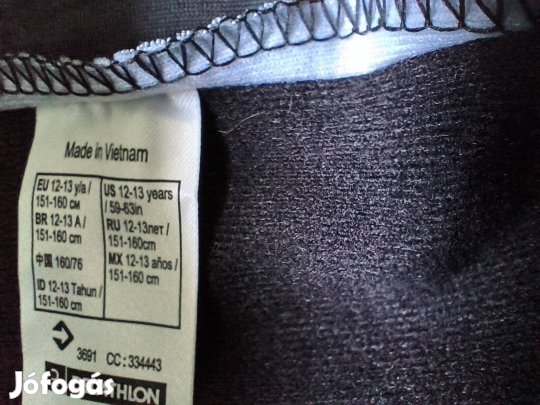 Made in Vietnam
EU 12-13 y/a /
151-160 см
BR 12-13 A /
151-160 cm
中国 160/76
ID 12-13 Tahun /
151-160 cm
US 12-13 years
/ 59-63in
RU 12-13лет /
151-160cm
MX 12-13 años /
151-160 cm
3691 CC : 334443
Jófogás